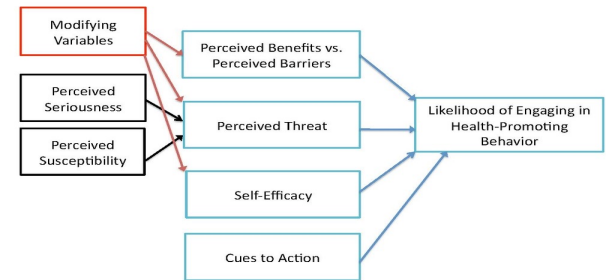 Modifying
Variables
Perceived Benefits vs.
Perceived Barriers
Perceived
Seriousness
Perceived Threat
Likelihood of Engaging in
Health-Promoting
Behavior
Perceived
Susceptibility
Self-Efficacy
Cues to Action